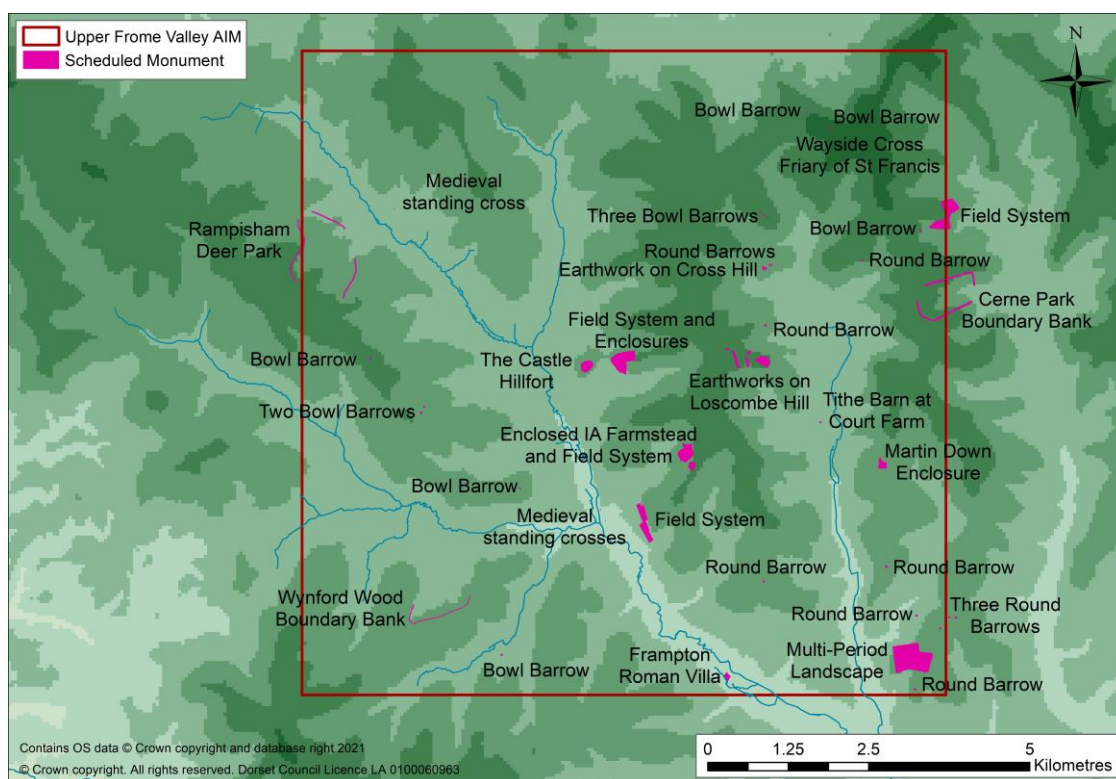 Upper Frome Valley AIM
Scheduled Monument
N
Bowl Barrow
Bowl Barrow
Wayside Cross
Friary of St Francis
Medieval
standing cross
Rampisham
Deer Park
Three Bowl Barrows
Field System
Bowl Barrow
Round Barrows
Earthwork on Cross Hill
Round Barrow
Cerne Park
Boundary Bank
Field System and
Enclosures
Round Barrow
Bowl Barrow
The Castle
Hillfort
Earthworks on
Loscombe Hill
Tithe Barn at
Court Farm
Two Bowl Barrows
Enclosed IA Farmstead
and Field System
Martin Down
Enclosure
Bowl Barrow
Medieval
standing crosses
Field System
Round Barrow
Round Barrow
Wynford Wood
Boundary Bank
Round Barrow
Three Round
Barrows
Bowl Barrow
Frampton
Roman Villa
Multi-Period
Landscape
Round Barrow
Contains OS data © Crown copyright and database right 2021
© Crown copyright. All rights reserved. Dorset Council Licence LA 0100060963
0 1.25 2.5 5
Kilometres